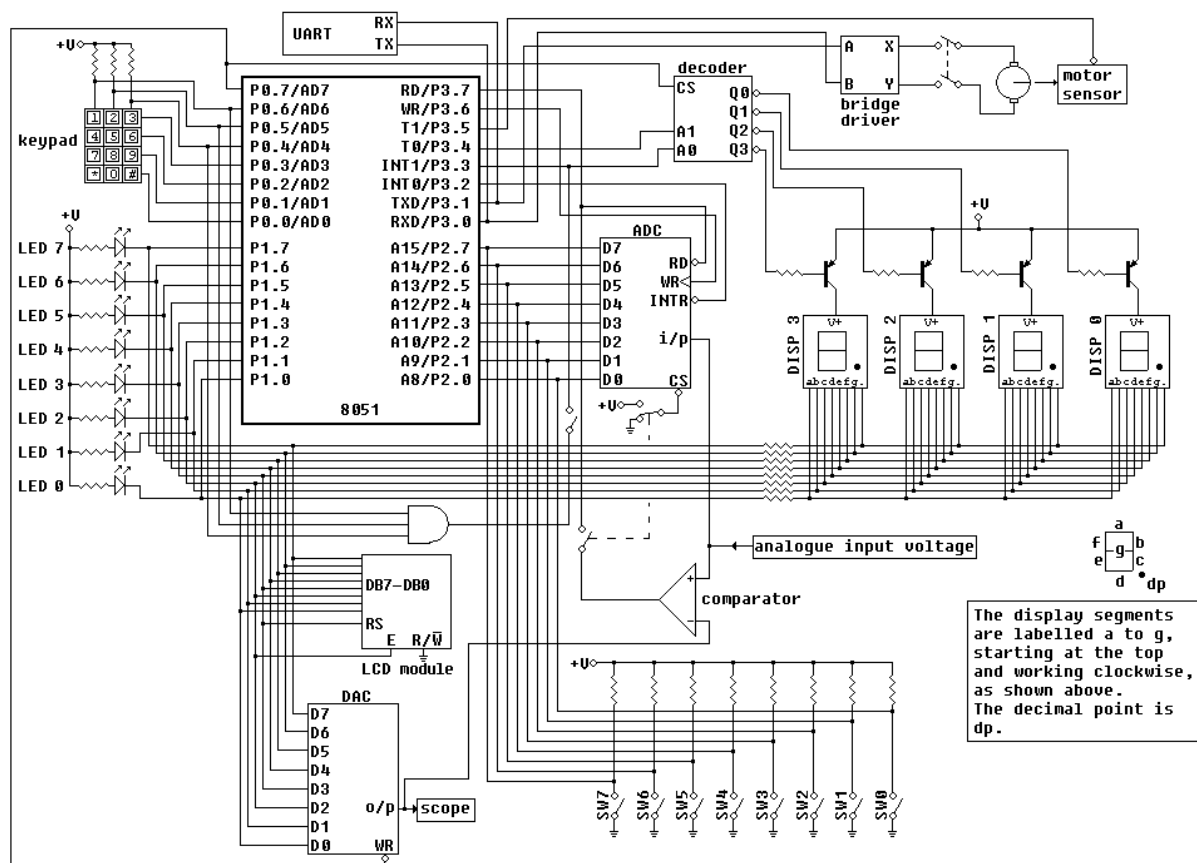 UART
RX
TX
+V
keypad
1 2 3
4 5 6
7 8 9
* 0 #
P0.7/AD7
P0.6/AD6
P0.5/AD5
P0.4/AD4
P0.3/AD3
P0.2/AD2
P0.1/AD1
P0.0/AD0
P1.7
P1.6
P1.5
P1.4
P1.3
P1.2
P1.1
P1.0
RD/P3.7
WR/P3.6
T1/P3.5
T0/P3.4
INT1/P3.3
INT0/P3.2
TXD/P3.1
RXD/P3.0
A15/P2.7
A14/P2.6
A13/P2.5
A12/P2.4
A11/P2.3
A10/P2.2
A9/P2.1
A8/P2.0
8051
decoder
CS
A1
A0
Q0
Q1
Q2
Q3
A
B
X
Y
bridge
driver
motor
sensor
+V
LED 7
LED 6
LED 5
LED 4
LED 3
LED 2
LED 1
LED 0
ADC
D7
D6
D5
D4
D3
D2
D1
D0
RD
WR
INTR
i/p
CS
+V
+V
DISP 3
V+
abcdefg.
DISP 2
V+
abcdefg.
DISP 1
V+
abcdefg.
DISP 0
V+
abcdefg.
DB7-DB0
RS
E R/W̅
LCD module
analogue input voltage
+
-
comparator
a
f g b
e c
d dp
The display segments
are labelled a to g,
starting at the top
and working clockwise,
as shown above.
The decimal point is
dp.
DAC
D7
D6
D5
D4
D3
D2
D1
D0
o/p
WR
scope
+V
SW7
SW6
SW5
SW4
SW3
SW2
SW1
SW0